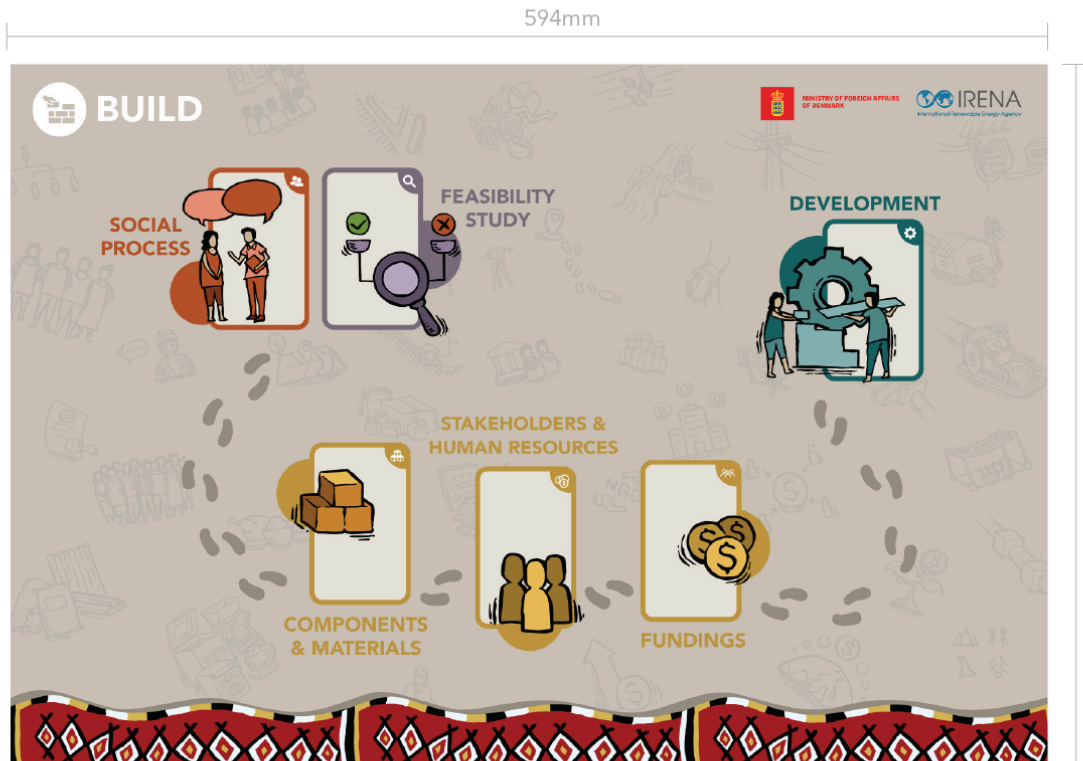 594mm
BUILD
MINISTRY OF FOREIGN AFFAIRS
OF DENMARK
IRENA
International Renewable Energy Agency
SOCIAL
PROCESS
FEASIBILITY
STUDY
DEVELOPMENT
STAKEHOLDERS &
HUMAN RESOURCES
COMPONENTS
& MATERIALS
FUNDINGS
NGO